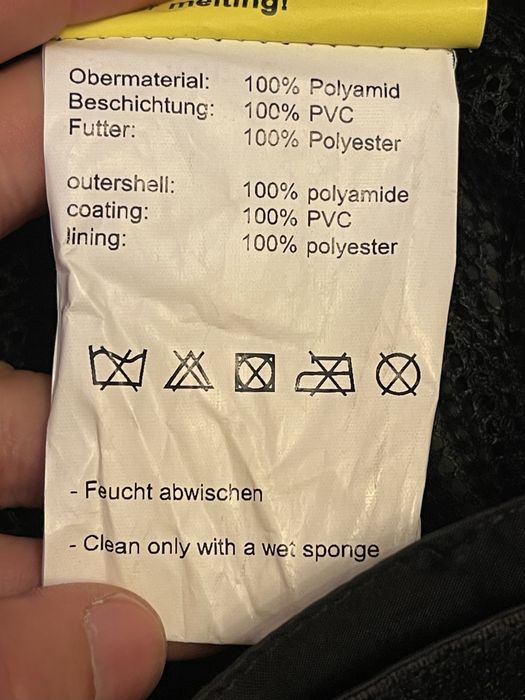 melting!
Obermaterial: 100% Polyamid
Beschichtung: 100% PVC
Futter: 100% Polyester
outershell: 100% polyamide
coating: 100% PVC
lining: 100% polyester
- Feucht abwischen
- Clean only with a wet sponge